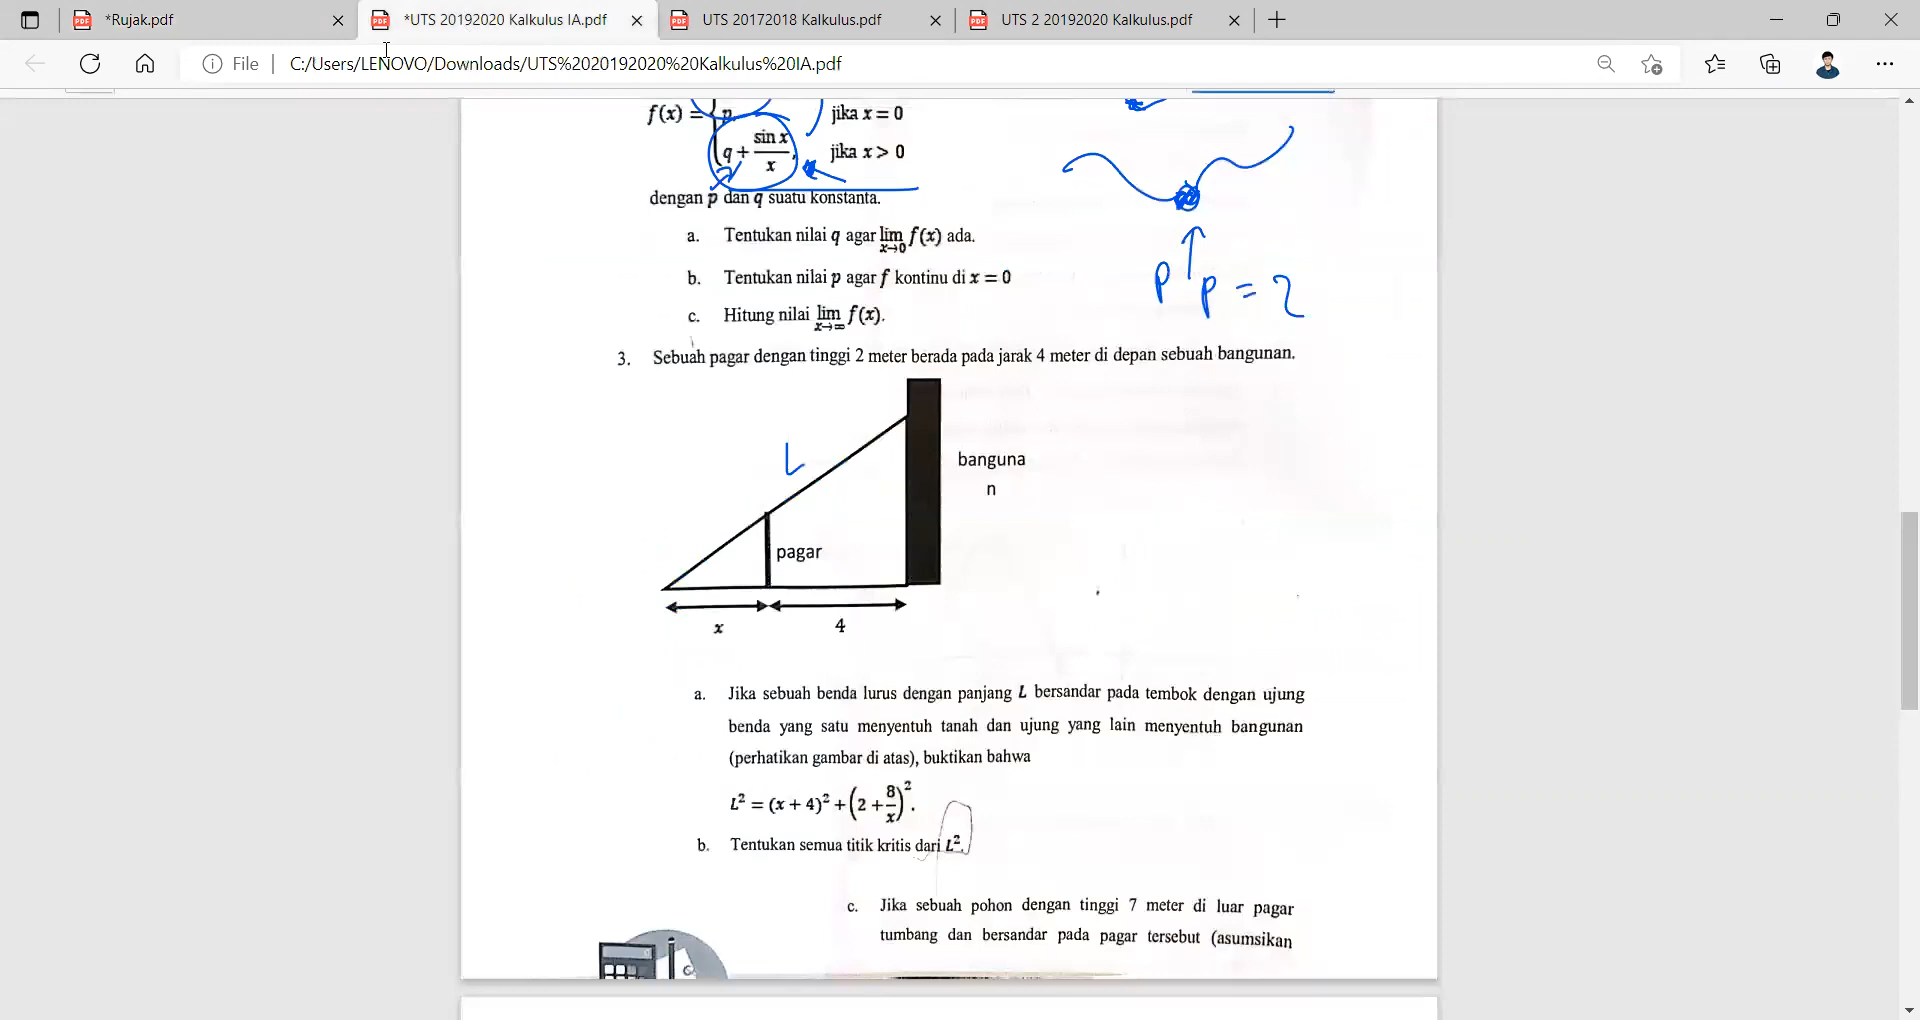 *Rujak.pdf
*UTS 20192020 Kalkulus IA.pdf
UTS 20172018 Kalkulus.pdf
UTS 2 20192020 Kalkulus.pdf
File
C:/Users/LENOVO/Downloads/UTS%2020192020%20Kalkulus%20IA.pdf
f(x) = { p, jika x = 0
q + sin x / x, jika x > 0
dengan p dan q suatu konstanta.
a. Tentukan nilai q agar lim x→0 f(x) ada.
b. Tentukan nilai p agar f kontinu di x = 0
c. Hitung nilai lim x→∞ f(x).
P P = 2
3. Sebuah pagar dengan tinggi 2 meter berada pada jarak 4 meter di depan sebuah bangunan.
L
banguna
n
pagar
x
4
a. Jika sebuah benda lurus dengan panjang L bersandar pada tembok dengan ujung
benda yang satu menyentuh tanah dan ujung yang lain menyentuh bangunan
(perhatikan gambar di atas), buktikan bahwa
L² = (x + 4)² + (2 + 8/x)².
b. Tentukan semua titik kritis dari L².
c. Jika sebuah pohon dengan tinggi 7 meter di luar pagar
tumbang dan bersandar pada pagar tersebut (asumsikan